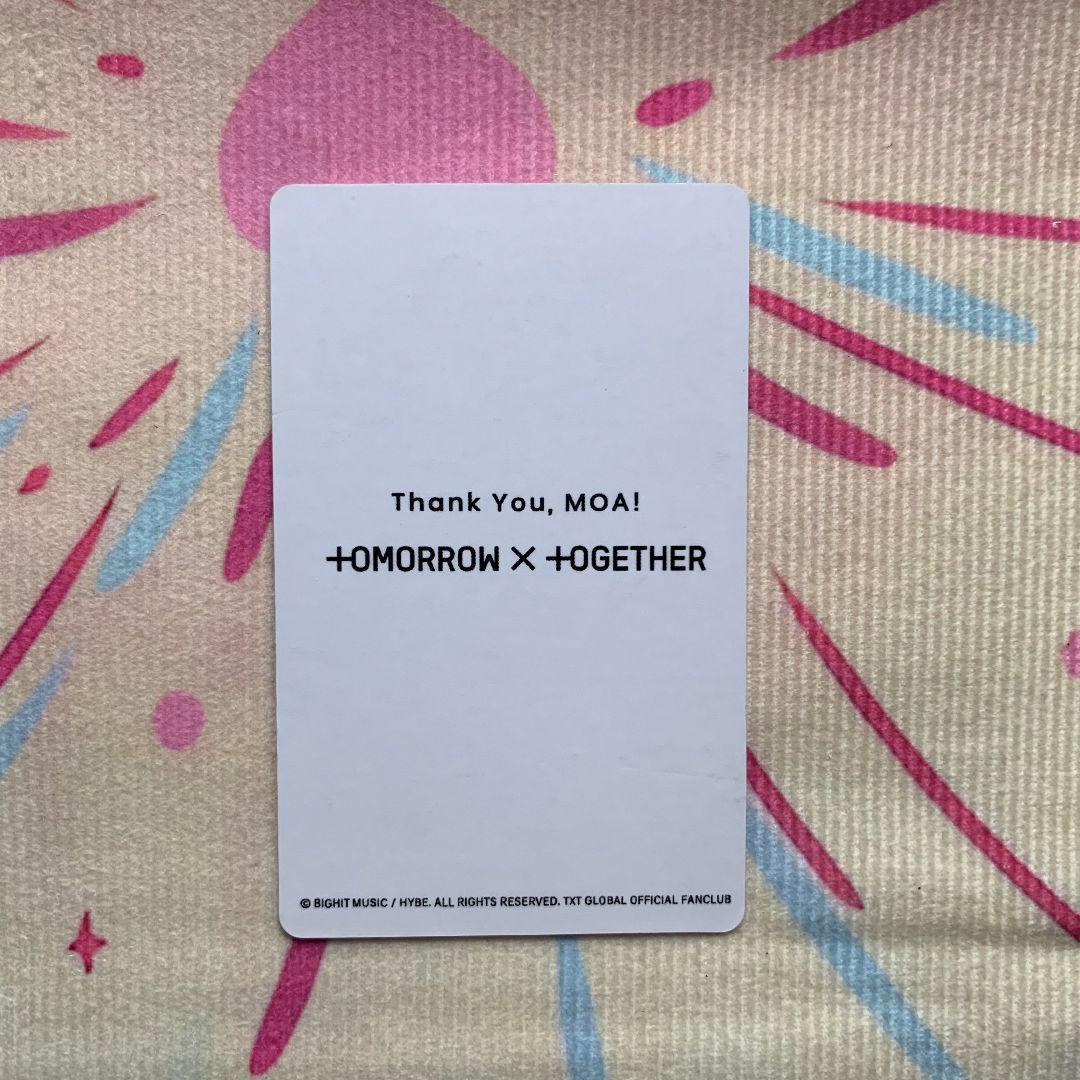 Thank You, MOA!
TOMORROW X TOGETHER
© BIGHIT MUSIC / HYBE. ALL RIGHTS RESERVED. TXT GLOBAL OFFICIAL FANCLUB